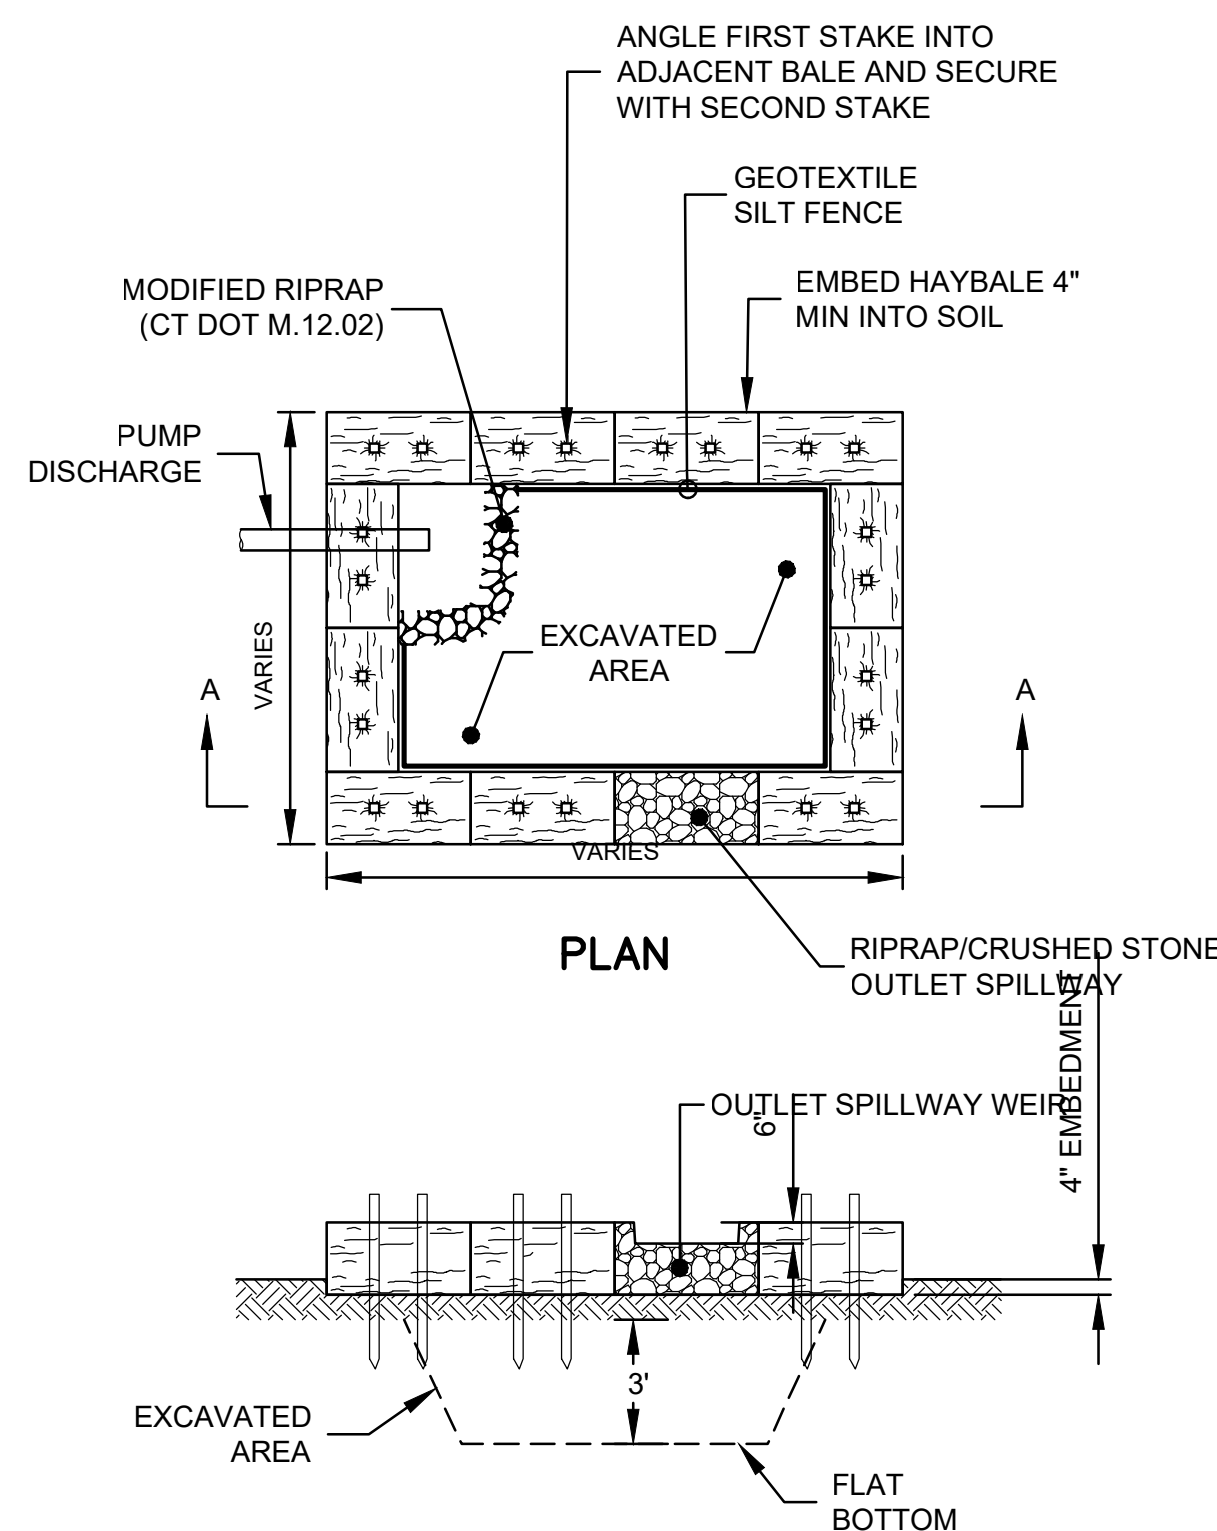 ANGLE FIRST STAKE INTO
ADJACENT BALE AND SECURE
WITH SECOND STAKE
GEOTEXTILE
SILT FENCE
EMBED HAYBALE 4"
MIN INTO SOIL
MODIFIED RIPRAP
(CT DOT M.12.02)
PUMP
DISCHARGE
EXCAVATED
AREA
VARIES
A
A
VARIES
PLAN
RIPRAP/CRUSHED STONE
OUTLET SPILLWAY
4" EMBEDMENT
OUTLET SPILLWAY WEIR
6"
3'
EXCAVATED
AREA
FLAT
BOTTOM